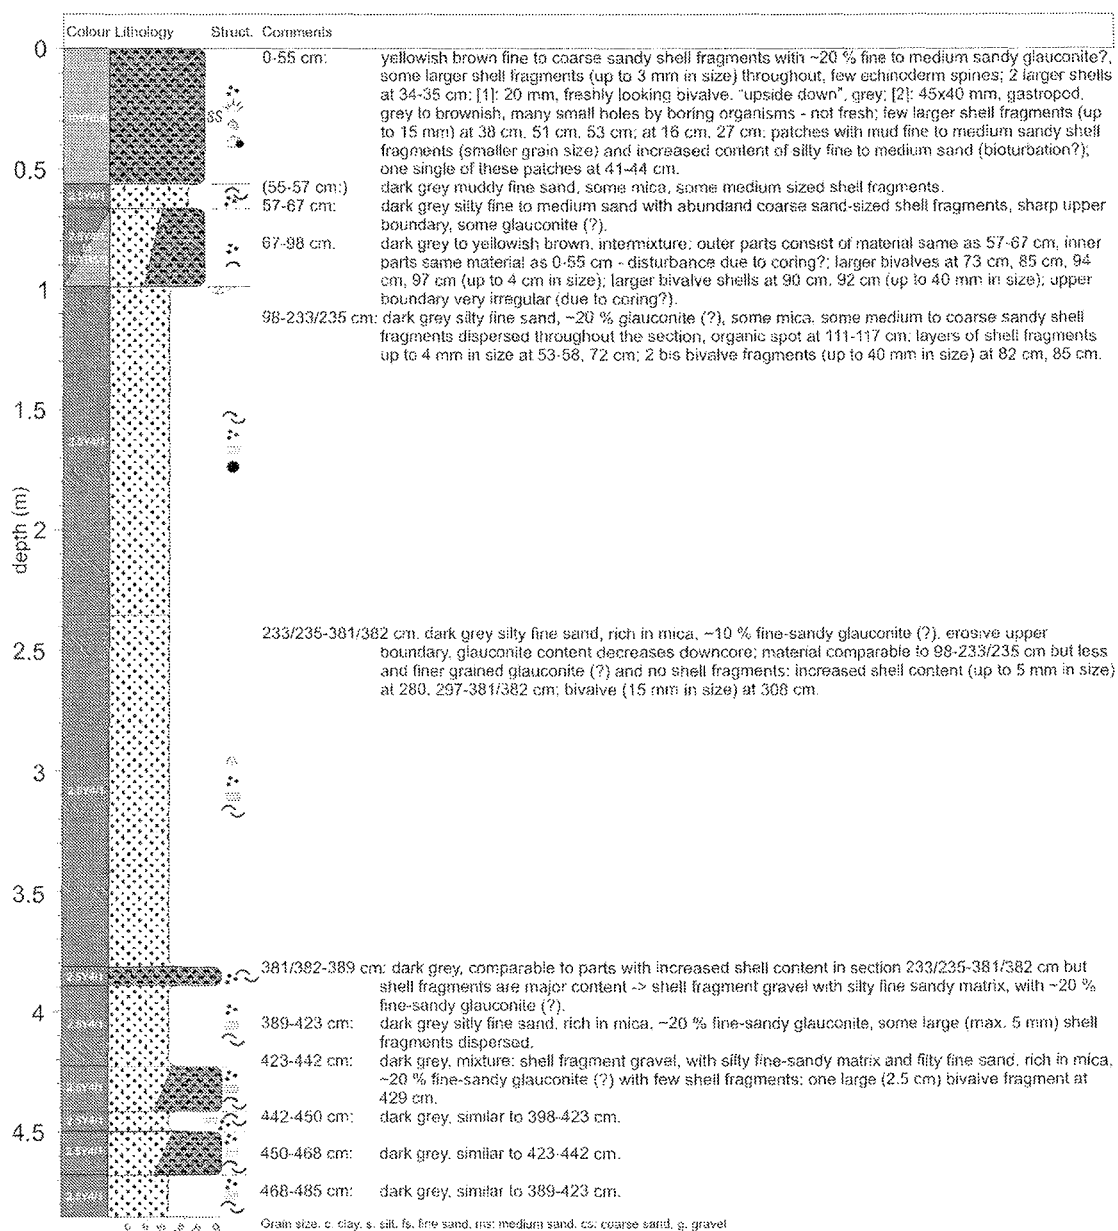 Colour Lithology Struct. Comments
0
0-55 cm: yellowish brown fine to coarse sandy shell fragments with ~20 % fine to medium sandy glauconite?,
some larger shell fragments (up to 3 mm in size) throughout, few echinoderm spines; 2 larger shells
at 34-35 cm: [1]: 20 mm, freshly looking bivalve, "upside down", grey; [2]: 45x40 mm, gastropod,
grey to brownish, many small holes by boring organisms - not fresh; few larger shell fragments (up
SS
to 15 mm) at 38 cm, 51 cm, 53 cm; at 16 cm, 27 cm: patches with mud fine to medium sandy shell
fragments (smaller grain size) and increased content of silty fine to medium sand (bioturbation?);
0.5
one single of these patches at 41-44 cm.
(55-57 cm:) dark grey muddy fine sand, some mica, some medium sized shell fragments.
57-67 cm: dark grey silty fine to medium sand with abundand coarse sand-sized shell fragments, sharp upper
boundary, some glauconite (?).
67-98 cm. dark grey to yellowish brown, intermixture: outer parts consist of material same as 57-67 cm, inner
parts same material as 0-55 cm - disturbance due to coring?; larger bivalves at 73 cm, 85 cm, 94
cm, 97 cm (up to 4 cm in size); larger bivalve shells at 90 cm, 92 cm (up to 40 mm in size); upper
1
boundary very irregular (due to coring?).
98-233/235 cm: dark grey silty fine sand, ~20 % glauconite (?), some mica, some medium to coarse sandy shell
fragments dispersed throughout the section, organic spot at 111-117 cm; layers of shell fragments
up to 4 mm in size at 53-58, 72 cm; 2 bis bivalve fragments (up to 40 mm in size) at 82 cm, 85 cm.
1.5
depth (m)
2
2.5
233/235-381/382 cm. dark grey silty fine sand, rich in mica, ~10 % fine-sandy glauconite (?), erosive upper
boundary, glauconite content decreases downcore; material comparable to 98-233/235 cm but less
and finer grained glauconite (?) and no shell fragments: increased shell content (up to 5 mm in size)
at 280, 297-381/382 cm; bivalve (15 mm in size) at 308 cm.
3
3.5
381/382-389 cm: dark grey, comparable to parts with increased shell content in section 233/235-381/382 cm but
shell fragments are major content -> shell fragment gravel with silty fine sandy matrix, with ~20 %
4
fine-sandy glauconite (?).
389-423 cm: dark grey silty fine sand, rich in mica, ~20 % fine-sandy glauconite, some large (max. 5 mm) shell
fragments dispersed.
423-442 cm: dark grey, mixture: shell fragment gravel, with silty fine-sandy matrix and filty fine sand, rich in mica,
~20 % fine-sandy glauconite (?) with few shell fragments; one large (2.5 cm) bivalve fragment at
429 cm.
442-450 cm: dark grey, similar to 398-423 cm.
4.5
450-468 cm: dark grey, similar to 423-442 cm.
468-485 cm: dark grey, similar to 389-423 cm.
Grain size. c. clay, s. silt, fs. fine sand, ms: medium sand, cs: coarse sand, g. gravel